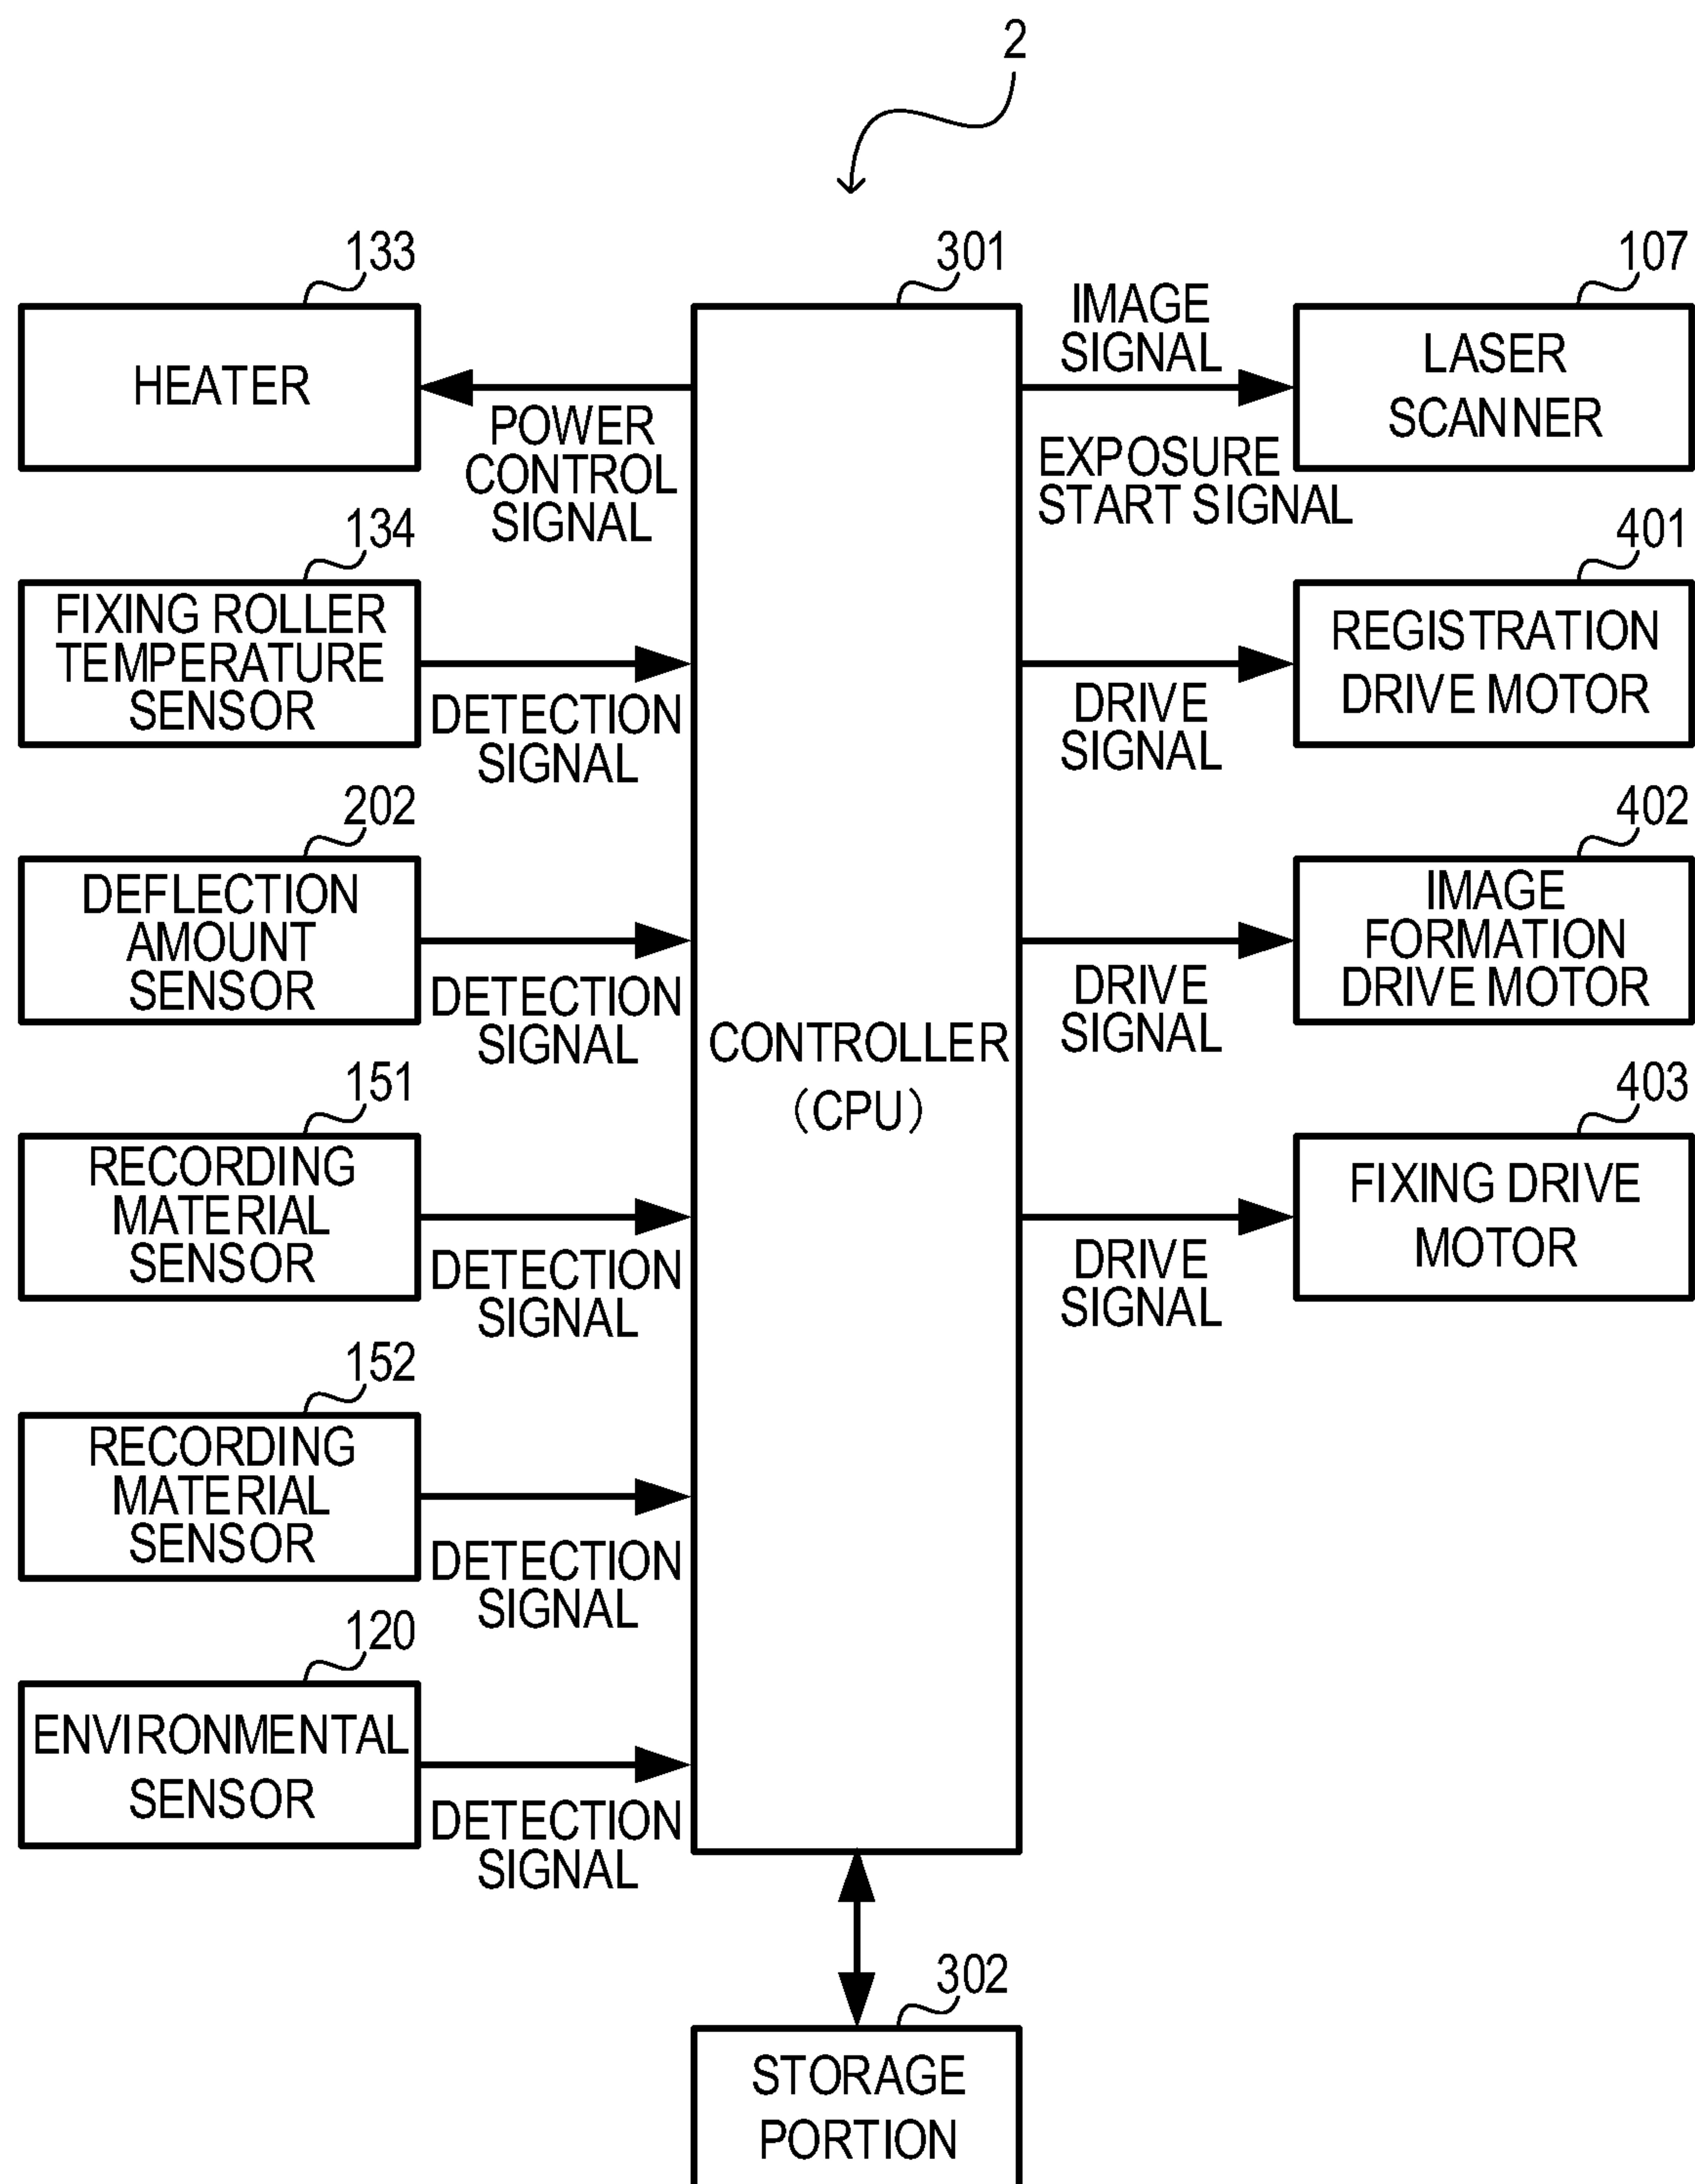 2
133
HEATER
POWER
CONTROL
SIGNAL
134
FIXING ROLLER
TEMPERATURE
SENSOR
DETECTION
SIGNAL
202
DEFLECTION
AMOUNT
SENSOR
DETECTION
SIGNAL
151
RECORDING
MATERIAL
SENSOR
DETECTION
SIGNAL
152
RECORDING
MATERIAL
SENSOR
DETECTION
SIGNAL
120
ENVIRONMENTAL
SENSOR
DETECTION
SIGNAL
301
CONTROLLER
(CPU)
302
STORAGE
PORTION
IMAGE
SIGNAL
EXPOSURE
START SIGNAL
107
LASER
SCANNER
401
REGISTRATION
DRIVE MOTOR
DRIVE
SIGNAL
402
IMAGE
FORMATION
DRIVE MOTOR
DRIVE
SIGNAL
403
FIXING DRIVE
MOTOR
DRIVE
SIGNAL